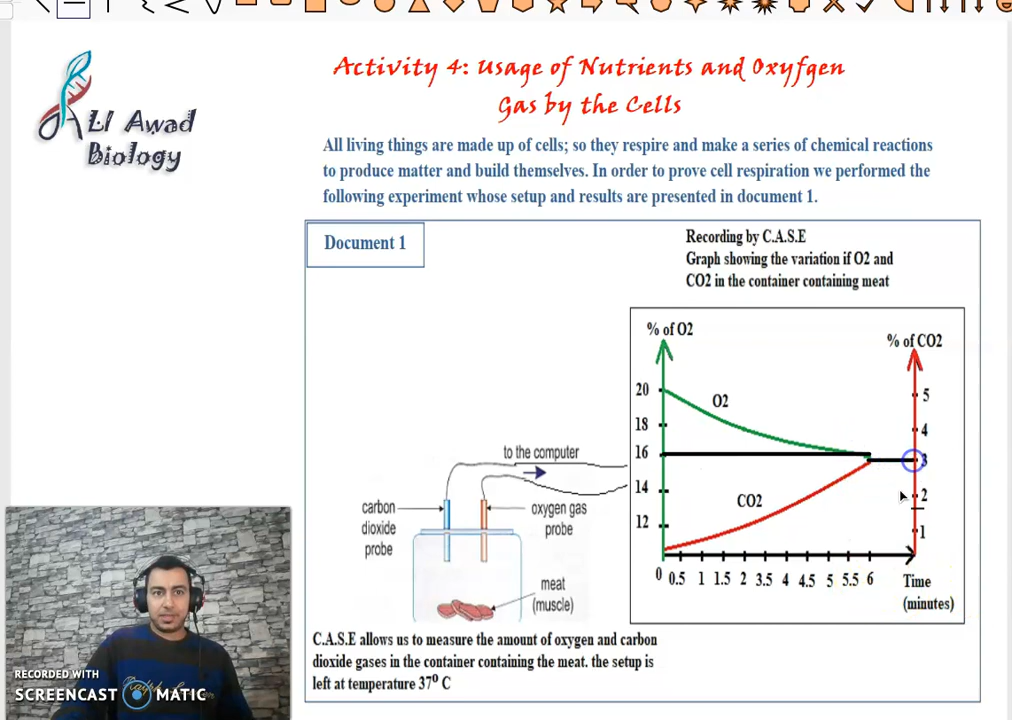 Activity 4: Usage of Nutrients and Oxyfgen
Gas by the Cells
ALI Awad
Biology
All living things are made up of cells; so they respire and make a series of chemical reactions
to produce matter and build themselves. In order to prove cell respiration we performed the
following experiment whose setup and results are presented in document 1.
Document 1
Recording by C.A.S.E
Graph showing the variation if O2 and
CO2 in the container containing meat
% of O2
% of CO2
20
18
16
14
12
O2
CO2
5
4
3
2
1
0 0.5 1 1.5 2 3.5 4 4.5 5 5.5 6
Time
(minutes)
to the computer
carbon
dioxide
probe
oxygen gas
probe
meat
(muscle)
C.A.S.E allows us to measure the amount of oxygen and carbon
dioxide gases in the container containing the meat. the setup is
left at temperature 37⁰ C
RECORDED WITH
SCREENCAST MATIC